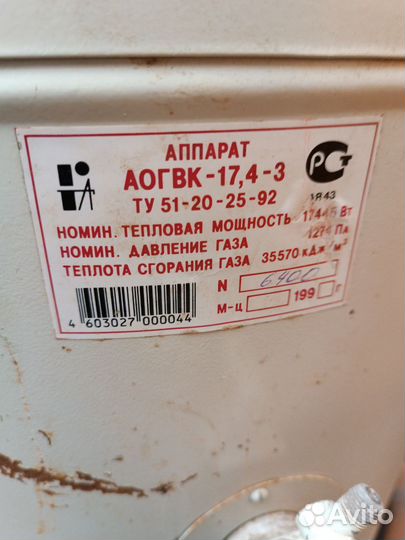 АППАРАТ
АОГВК-17,4-3
ТУ 51-20-25-92
1843
НОМИН. ТЕПЛОВАЯ МОЩНОСТЬ 17445 Вт
НОМИН. ДАВЛЕНИЕ ГАЗА 1274 Па
ТЕПЛОТА СГОРАНИЯ ГАЗА 35570 кДж/м³
N 6400
М-Ц 199 г
4 603027 000044
Avito